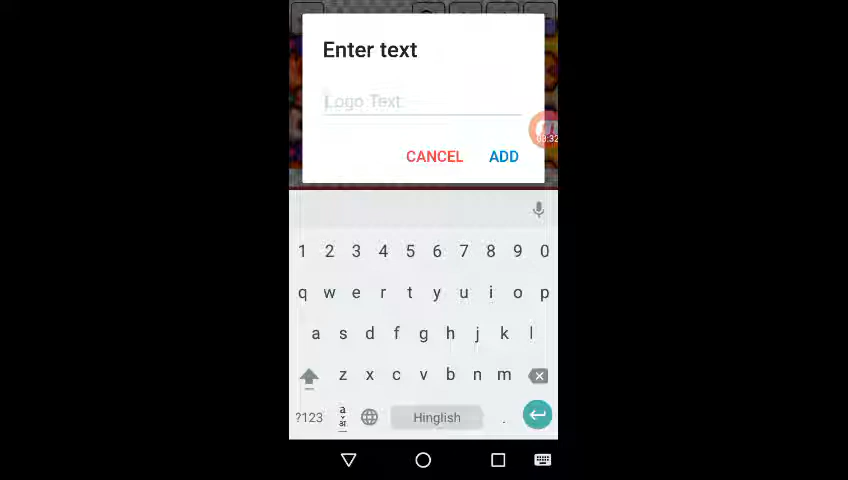 Enter text
Logo Text
CANCEL ADD
1 2 3 4 5 6 7 8 9 0
q w e r t y u i o p
a s d f g h j k l
z x c v b n m
?123 Hinglish .